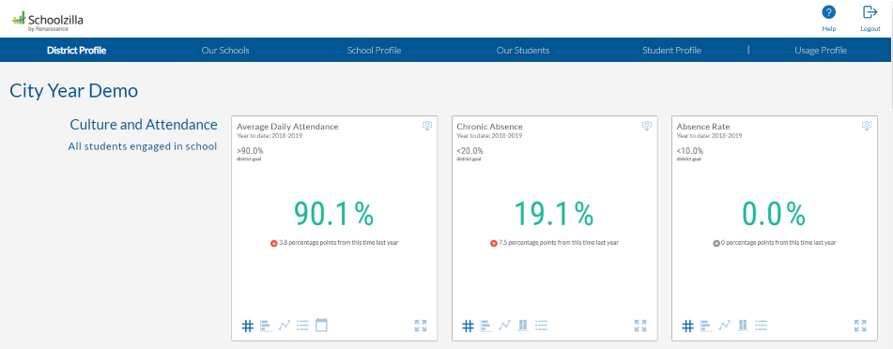 Schoolzilla
by Renaissance
Help
Logout
District Profile
Our Schools
School Profile
Our Students
Student Profile
Usage Profile
City Year Demo
Culture and Attendance
All students engaged in school
Average Daily Attendance
Year to date: 2018-2019
>90.0%
district goal
90.1%
3.8 percentage points from this time last year
Chronic Absence
Year to date: 2018-2019
<20.0%
district goal
19.1%
7.5 percentage points from this time last year
Absence Rate
Year to date: 2018-2019
<10.0%
district goal
0.0%
0 percentage points from this time last year